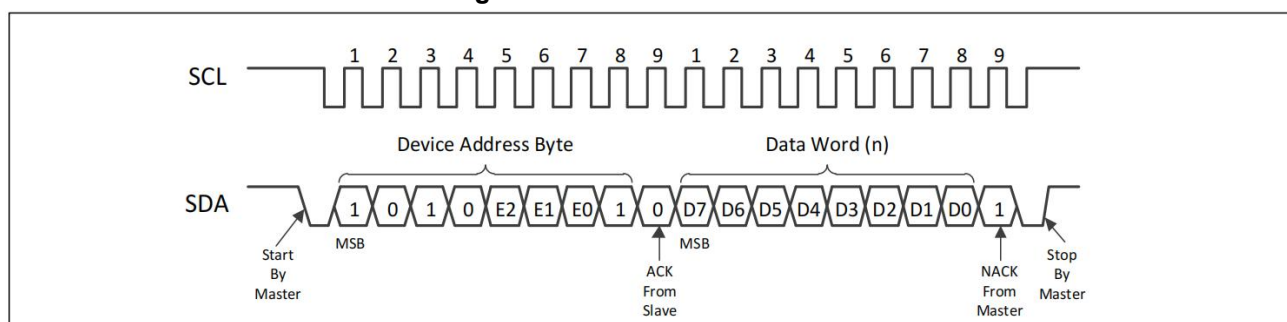 1 2 3 4 5 6 7 8 9 1 2 3 4 5 6 7 8 9
SCL
Device Address Byte Data Word (n)
SDA 1 0 1 0 E2 E1 E0 1 0 D7 D6 D5 D4 D3 D2 D1 D0 1
MSB MSB
Start
By
Master
ACK
From
Slave
NACK
From
Master
Stop
By
Master